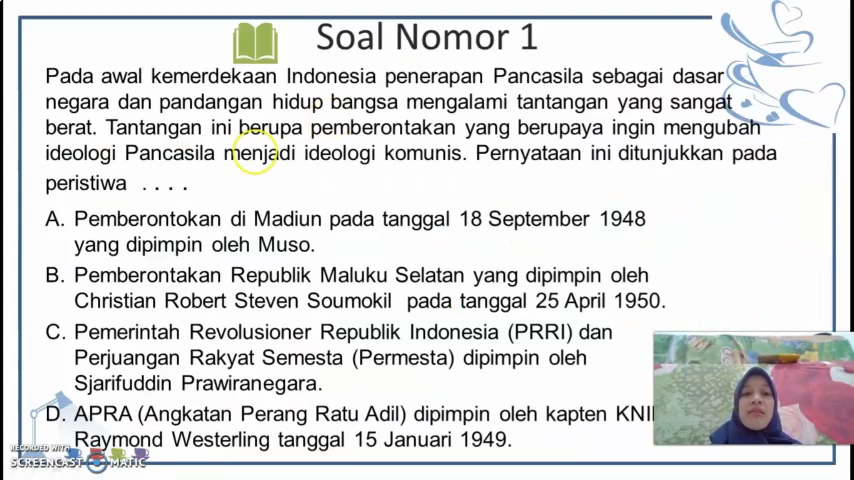 Soal Nomor 1
Pada awal kemerdekaan Indonesia penerapan Pancasila sebagai dasar
negara dan pandangan hidup bangsa mengalami tantangan yang sangat
berat. Tantangan ini berupa pemberontakan yang berupaya ingin mengubah
ideologi Pancasila menjadi ideologi komunis. Pernyataan ini ditunjukkan pada
peristiwa . . . .
A. Pemberontokan di Madiun pada tanggal 18 September 1948
yang dipimpin oleh Muso.
B. Pemberontakan Republik Maluku Selatan yang dipimpin oleh
Christian Robert Steven Soumokil pada tanggal 25 April 1950.
C. Pemerintah Revolusioner Republik Indonesia (PRRI) dan
Perjuangan Rakyat Semesta (Permesta) dipimpin oleh
Sjarifuddin Prawiranegara.
D. APRA (Angkatan Perang Ratu Adil) dipimpin oleh kapten
Raymond Westerling tanggal 15 Januari 1949.
RECORDED WITH
SCREENCAST MATIC